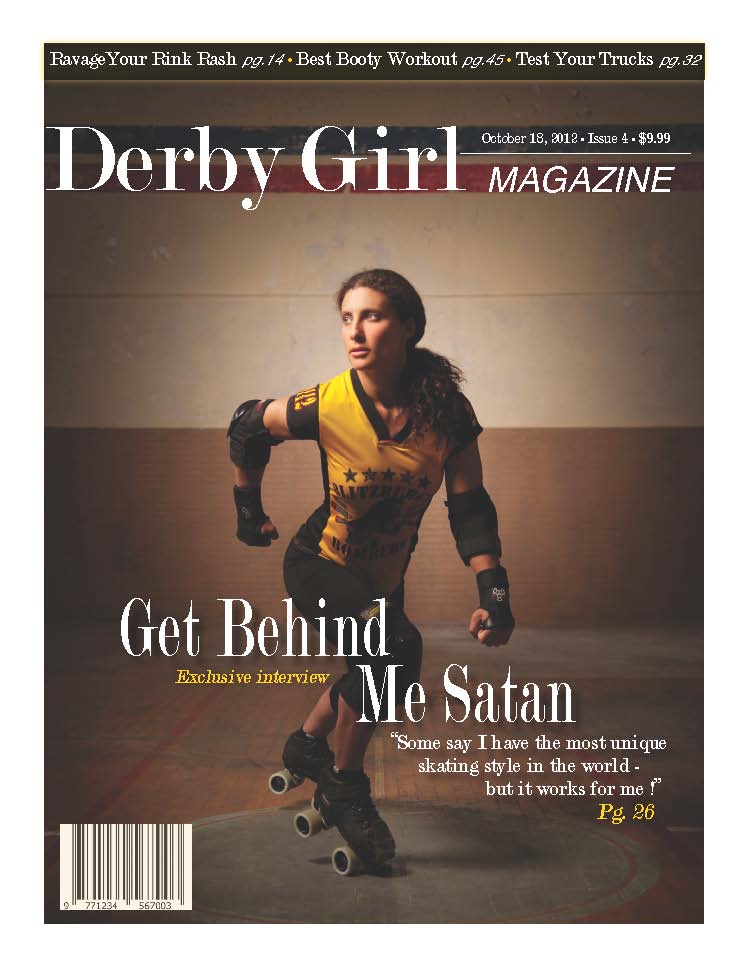 RavageYour Rink Rash pg.14 • Best Booty Workout pg.45 • Test Your Trucks pg.32
October 18, 2012 • Issue 4 • $9.99
Derby Girl MAGAZINE
BOMBERS
Get Behind
Exclusive interview
Me Satan
“Some say I have the most unique
skating style in the world -
but it works for me !”
Pg. 26
9 771234 567003